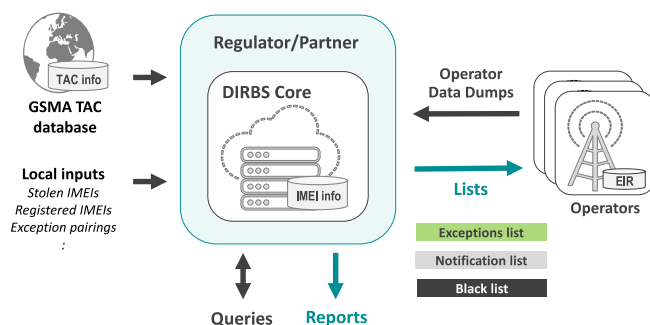 TAC info
GSMA TAC
database
Local inputs
Stolen IMEIs
Registered IMEIs
Exception pairings
:
Regulator/Partner
DIRBS Core
IMEI info
Queries
Reports
Operator
Data Dumps
Lists
EIR
Operators
Exceptions list
Notification list
Black list